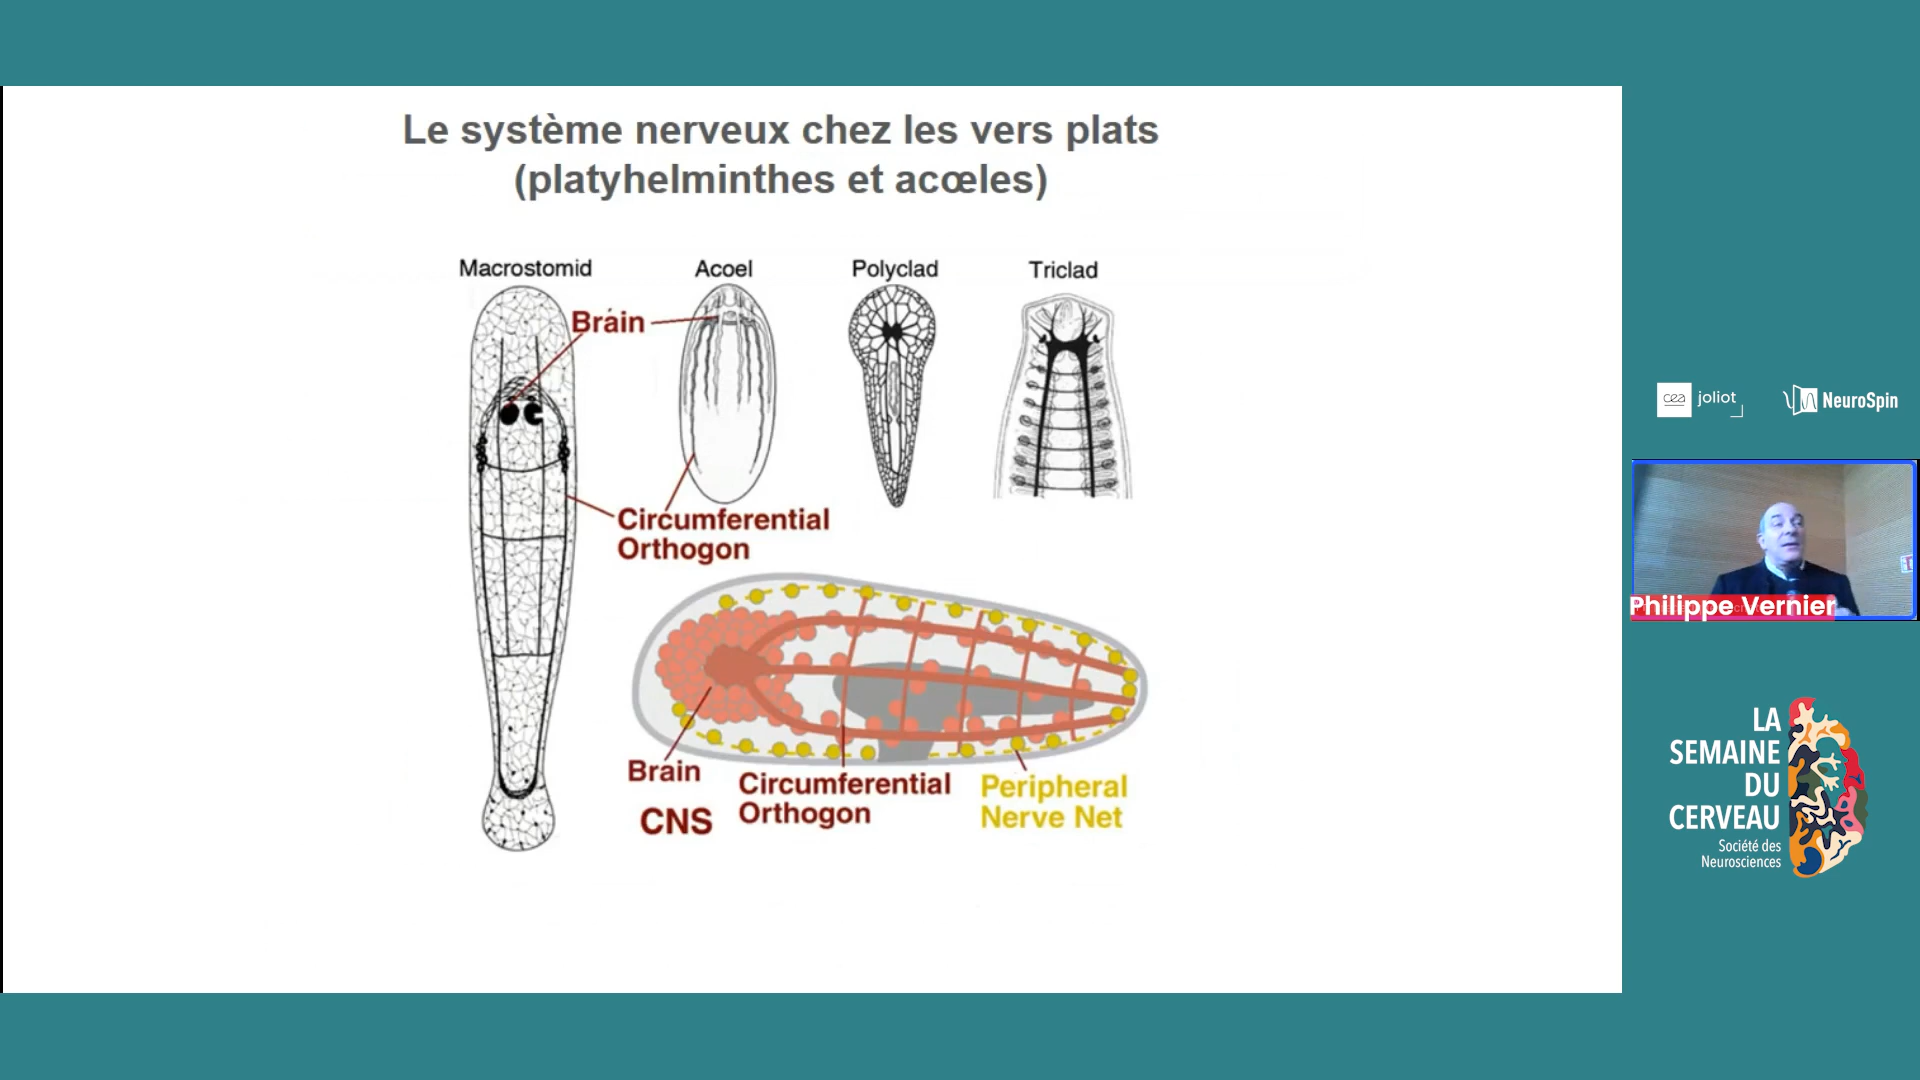 Le système nerveux chez les vers plats
(platyhelminthes et acœles)
Macrostomid
Acoel
Polyclad
Triclad
Brain
Circumferential
Orthogon
Brain
CNS
Circumferential
Orthogon
Peripheral
Nerve Net
cea joliot
NeuroSpin
Philippe Vernier
LA
SEMAINE
DU
CERVEAU
Société des
Neurosciences